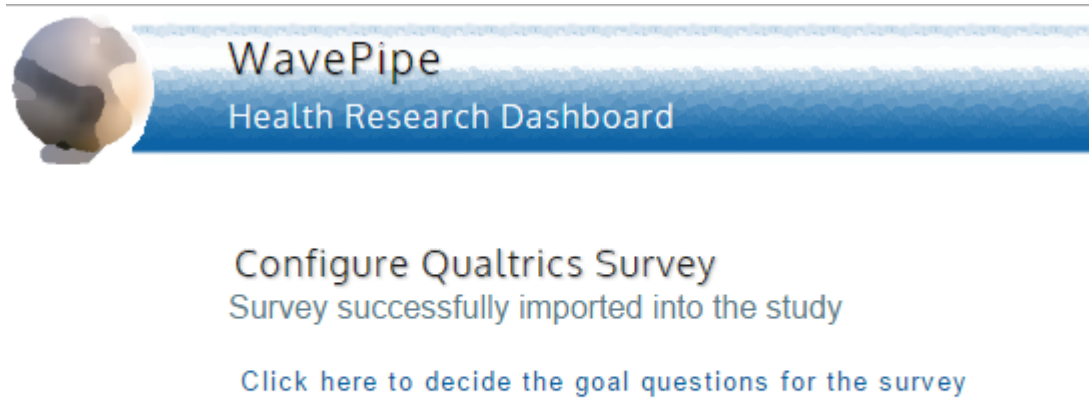 WavePipe
Health Research Dashboard
Configure Qualtrics Survey
Survey successfully imported into the study
Click here to decide the goal questions for the survey